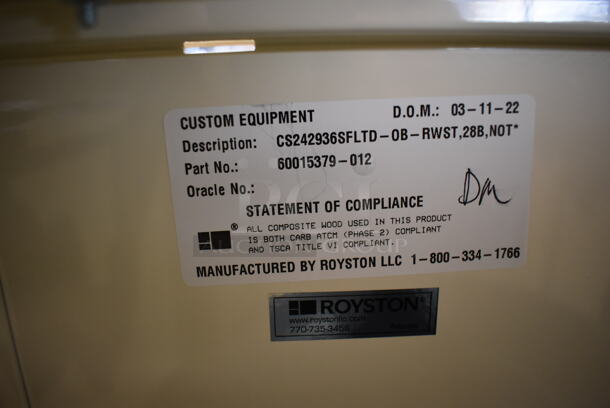 CUSTOM EQUIPMENT D.O.M.: 03-11-22
Description: CS242936SFLTD-OB-RWST,28B,NOT*
Part No.: 60015379-012
Oracle No.:
DM
STATEMENT OF COMPLIANCE
® ALL COMPOSITE WOOD USED IN THIS PRODUCT
IS BOTH CARB ATCM (PHASE 2) COMPLIANT
AND TSCA TITLE VI COMPLIANT.
MANUFACTURED BY ROYSTON LLC 1-800-334-1766
ROYSTON
www.roystonllc.com
770-735-3456